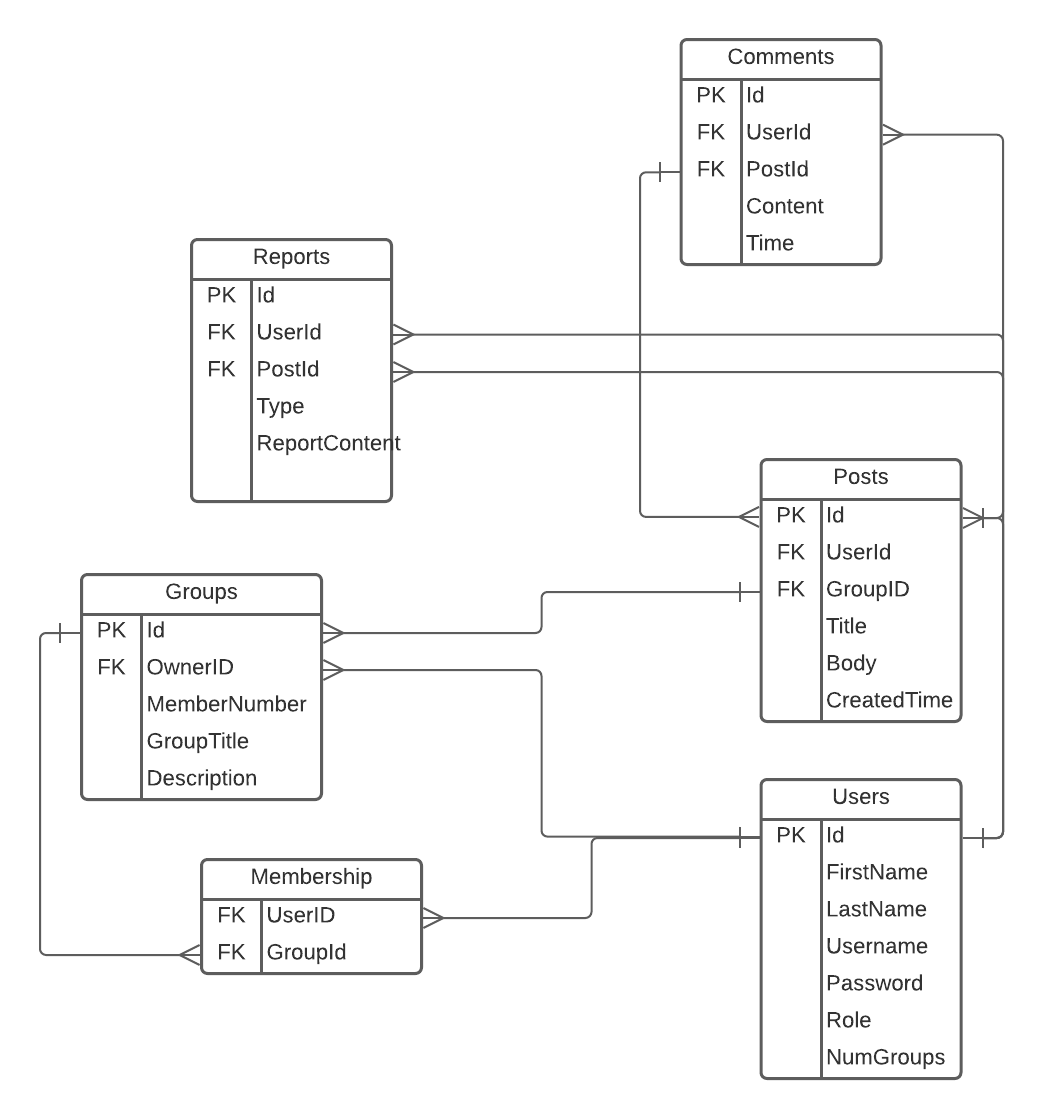 Comments
PK Id
FK UserId
FK PostId
Content
Time
Reports
PK Id
FK UserId
FK PostId
Type
ReportContent
Posts
PK Id
FK UserId
FK GroupID
Title
Body
CreatedTime
Groups
PK Id
FK OwnerID
MemberNumber
GroupTitle
Description
Users
PK Id
FirstName
LastName
Username
Password
Role
NumGroups
Membership
FK UserID
FK GroupId